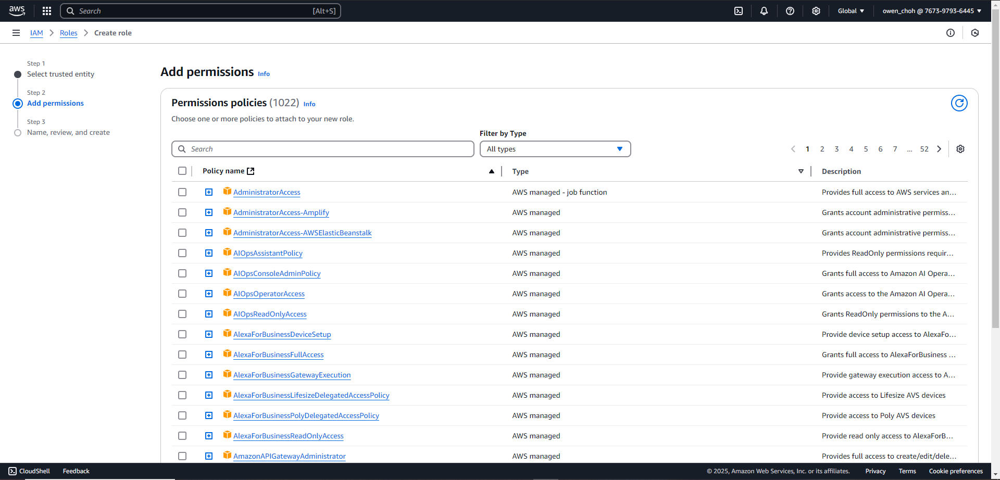 aws
Search [Alt+S]
Global
owen_choh @ 7673-9793-6445
IAM Roles Create role
Step 1
Select trusted entity
Step 2
Add permissions
Step 3
Name, review, and create
Add permissions Info
Permissions policies (1022) Info
Choose one or more policies to attach to your new role.
Filter by Type
Search
All types
1 2 3 4 5 6 7 ... 52
Policy name Type Description
AdministratorAccess AWS managed - job function Provides full access to AWS services an...
AdministratorAccess-Amplify AWS managed Grants account administrative permiss...
AdministratorAccess-AWSElasticBeanstalk AWS managed Grants account administrative permiss...
AIOpsAssistantPolicy AWS managed Provides ReadOnly permissions requir...
AIOpsConsoleAdminPolicy AWS managed Grants full access to Amazon AI Opera...
AIOpsOperatorAccess AWS managed Grants access to the Amazon AI Opera...
AIOpsReadOnlyAccess AWS managed Grants ReadOnly permissions to the A...
AlexaForBusinessDeviceSetup AWS managed Provide device setup access to AlexaFo...
AlexaForBusinessFullAccess AWS managed Grants full access to AlexaForBusiness ...
AlexaForBusinessGatewayExecution AWS managed Provide gateway execution access to A...
AlexaForBusinessLifesizeDelegatedAccessPolicy AWS managed Provide access to Lifesize AVS devices
AlexaForBusinessPolyDelegatedAccessPolicy AWS managed Provide access to Poly AVS devices
AlexaForBusinessReadOnlyAccess AWS managed Provide read only access to AlexaForB...
AmazonAPIGatewayAdministrator AWS managed Provides full access to create/edit/dele...
CloudShell Feedback © 2025, Amazon Web Services, Inc. or its affiliates. Privacy Terms Cookie preferences